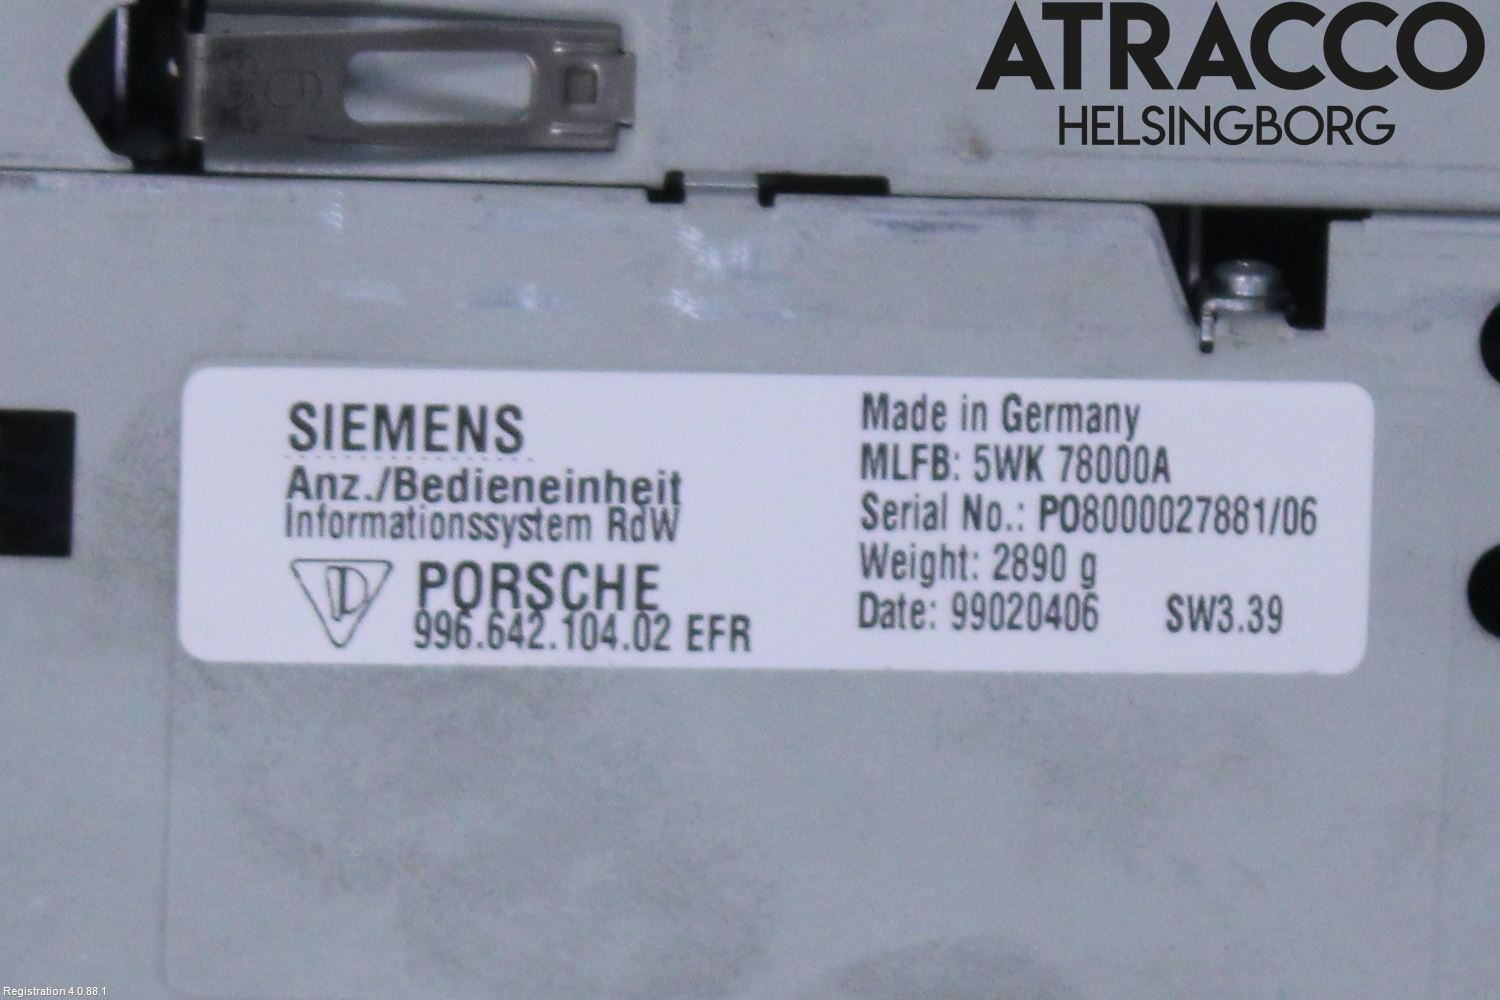 ATRACCO
HELSINGBORG
SIEMENS
Anz./Bedieneinheit
Informationssystem RdW
PORSCHE
996.642.104.02 EFR
Made in Germany
MLFB: 5WK 78000A
Serial No.: PO8000027881/06
Weight: 2890 g
Date: 99020406 SW3.39
Registration 4.0.88.1